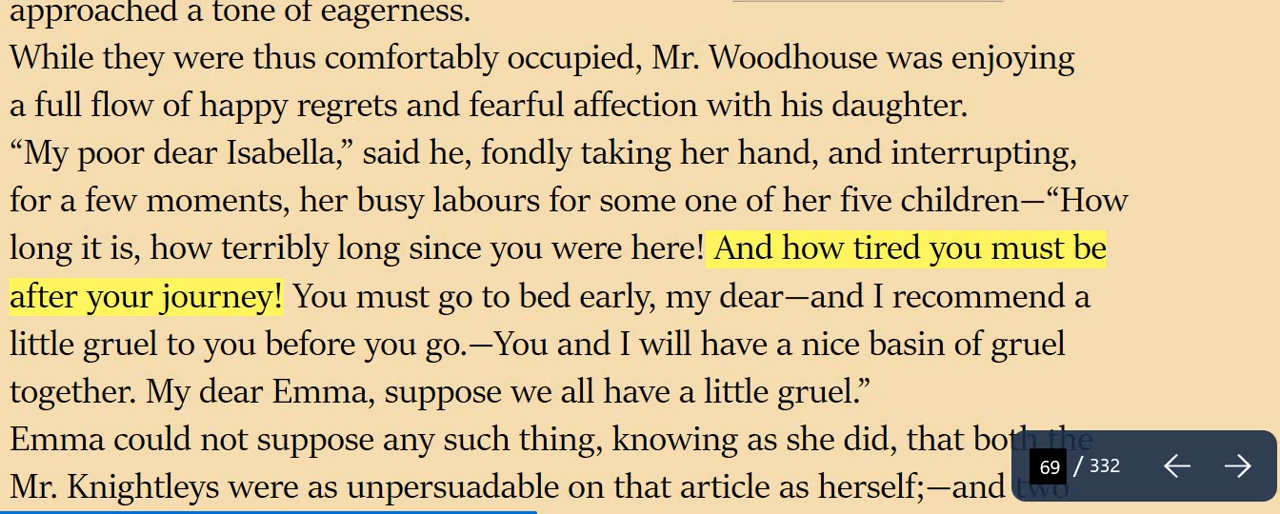 approached a tone of eagerness.
While they were thus comfortably occupied, Mr. Woodhouse was enjoying
a full flow of happy regrets and fearful affection with his daughter.
“My poor dear Isabella,” said he, fondly taking her hand, and interrupting,
for a few moments, her busy labours for some one of her five children—“How
long it is, how terribly long since you were here! And how tired you must be
after your journey! You must go to bed early, my dear—and I recommend a
little gruel to you before you go.—You and I will have a nice basin of gruel
together. My dear Emma, suppose we all have a little gruel.”
Emma could not suppose any such thing, knowing as she did, that both the
Mr. Knightleys were as unpersuadable on that article as herself;—and two
69 / 332